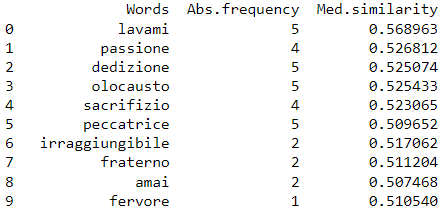 Words Abs.frequency Med.similarity
0 lavami 5 0.568963
1 passione 4 0.526812
2 dedizione 5 0.525074
3 olocausto 5 0.525433
4 sacrifizio 4 0.523065
5 peccatrice 5 0.509652
6 irraggiungibile 2 0.517062
7 fraterno 2 0.511204
8 amai 2 0.507468
9 fervore 1 0.510540